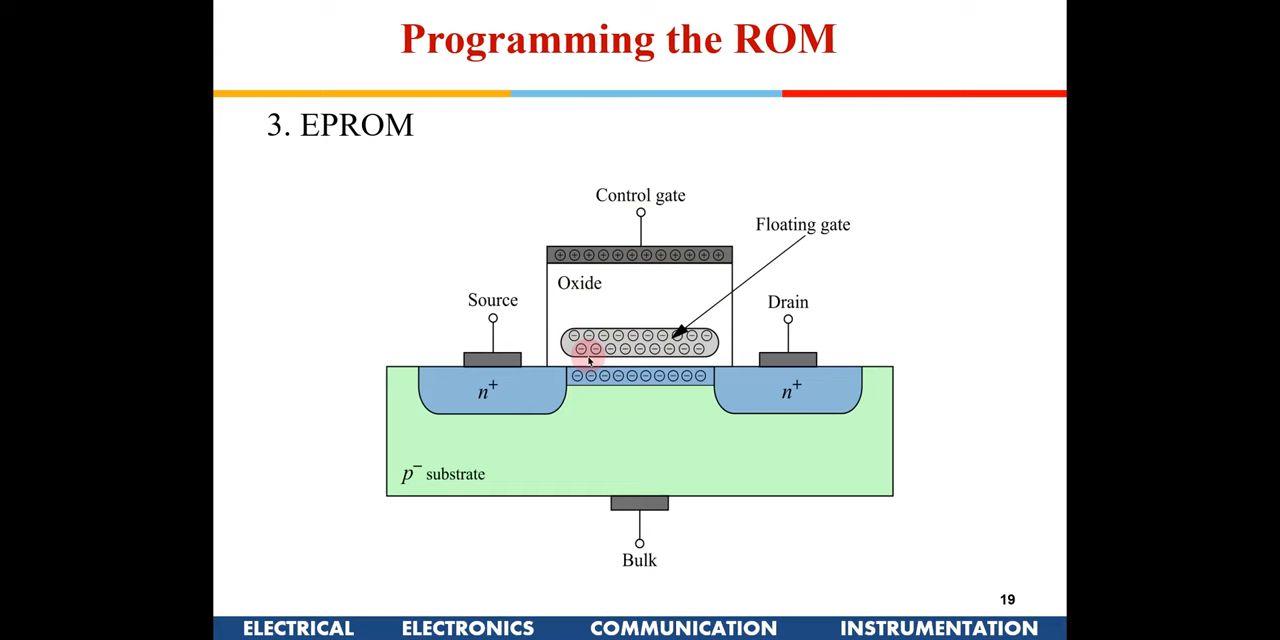 Programming the ROM
3. EPROM
Control gate
Floating gate
Oxide
Source
Drain
n+
n+
p− substrate
Bulk
19
ELECTRICAL ELECTRONICS COMMUNICATION INSTRUMENTATION